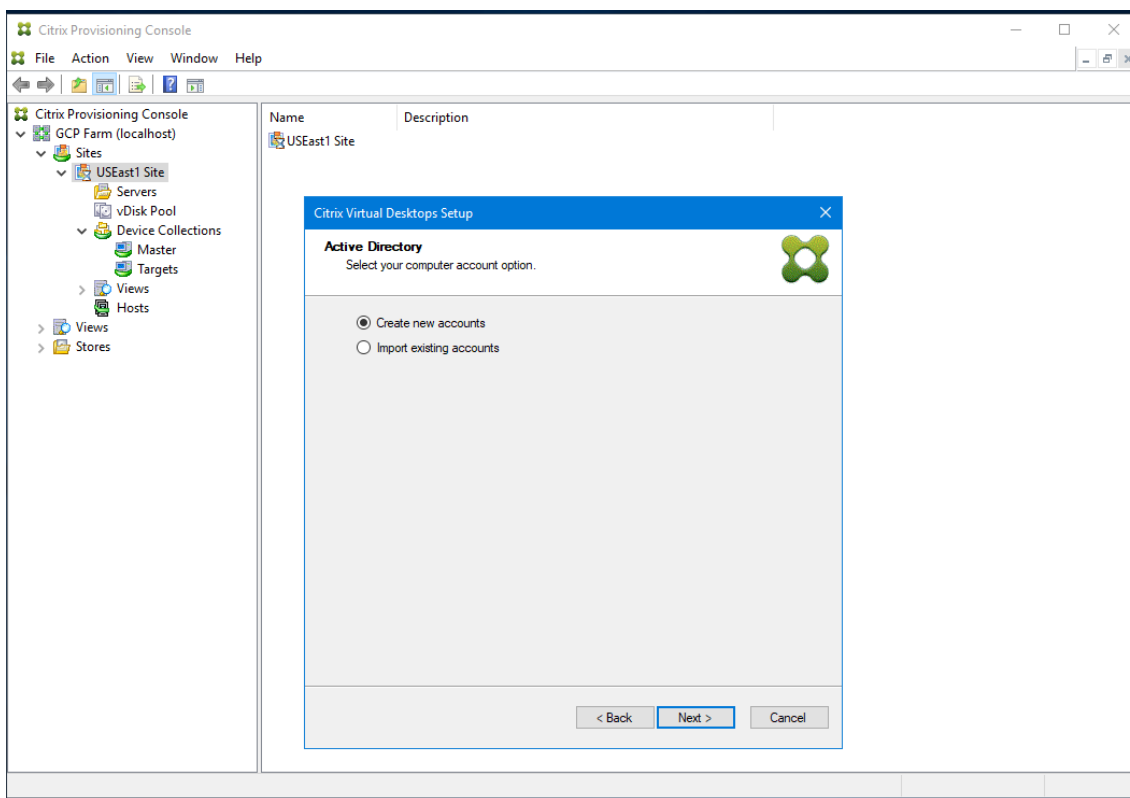 Citrix Provisioning Console
File Action View Window Help
Citrix Provisioning Console
GCP Farm (localhost)
Sites
USEast1 Site
Servers
vDisk Pool
Device Collections
Master
Targets
Views
Hosts
Views
Stores
Name Description
USEast1 Site
Citrix Virtual Desktops Setup
Active Directory
Select your computer account option.
Create new accounts
Import existing accounts
< Back Next > Cancel